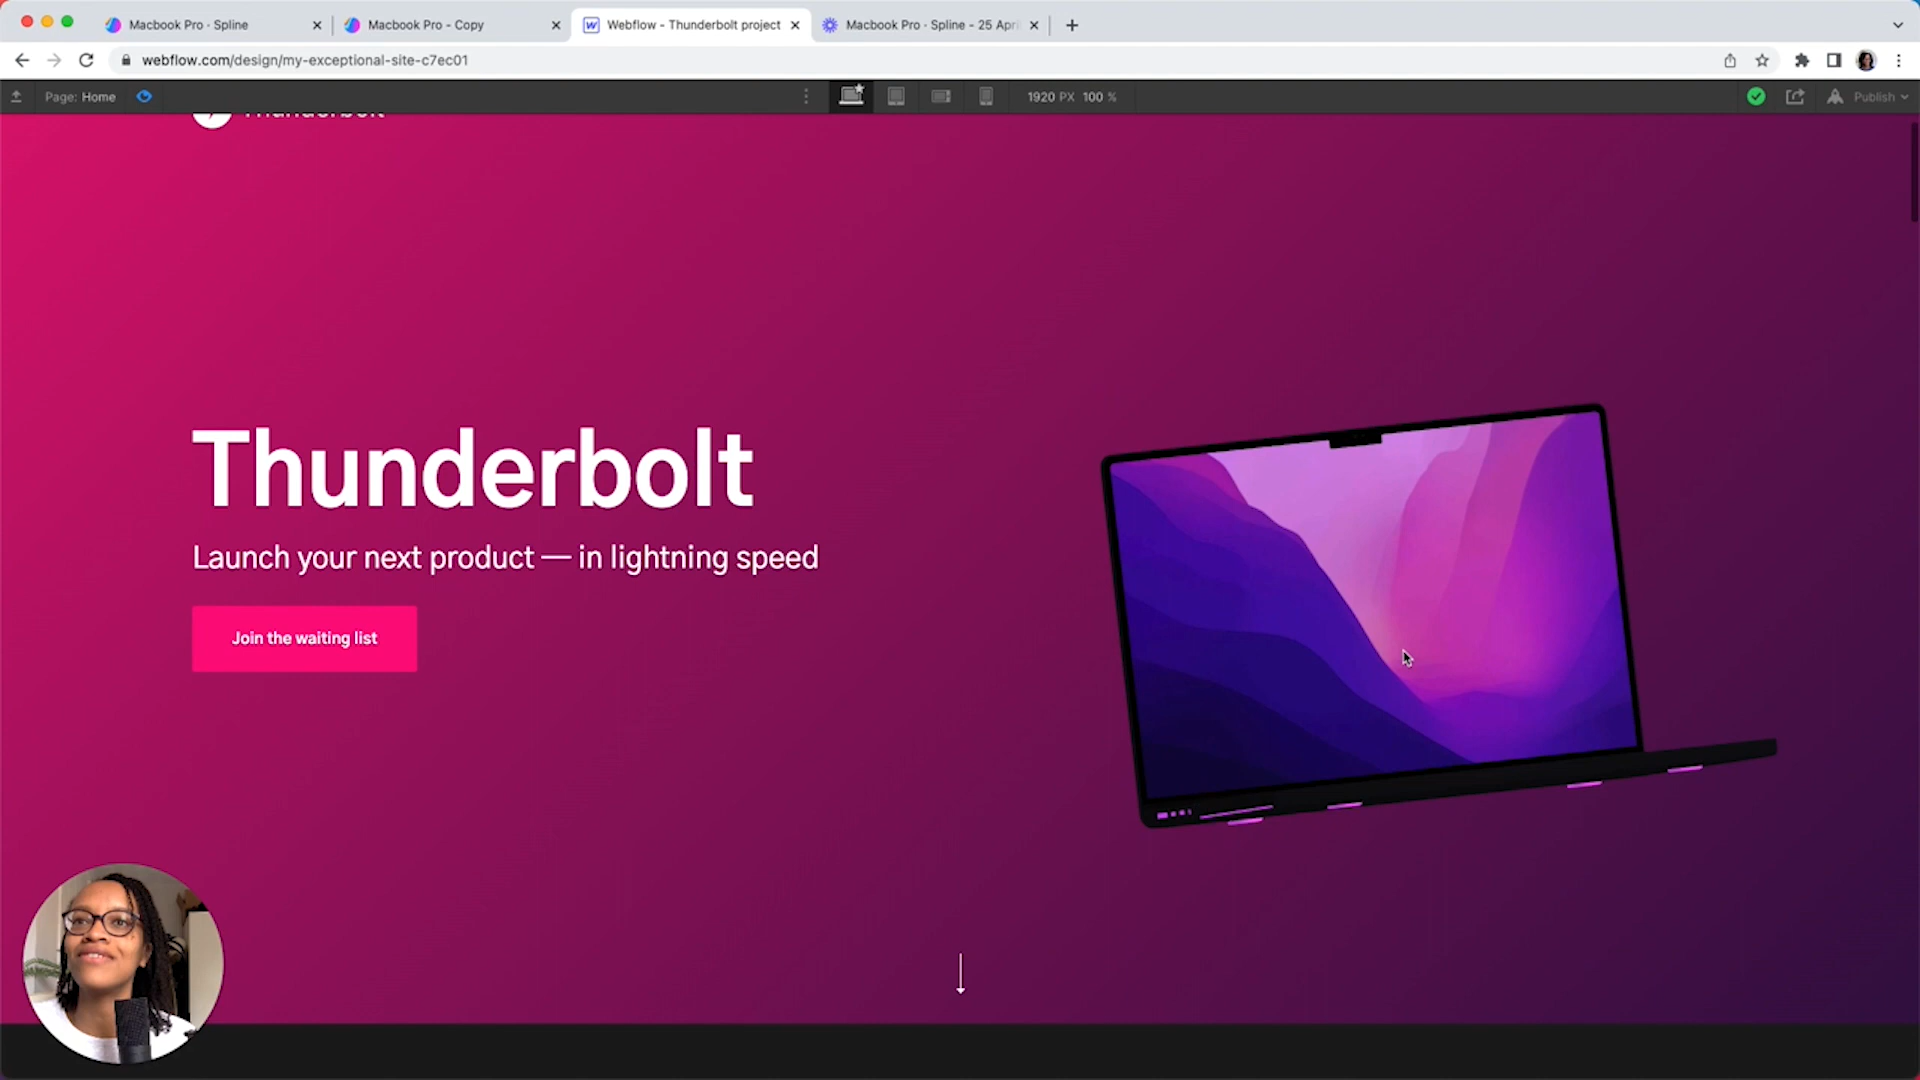 Macbook Pro · Spline
Macbook Pro - Copy
Webflow - Thunderbolt project
Macbook Pro · Spline - 25 Apri
webflow.com/design/my-exceptional-site-c7ec01
Page: Home
1920 PX 100 %
Publish
Thunderbolt
Thunderbolt
Launch your next product — in lightning speed
Join the waiting list